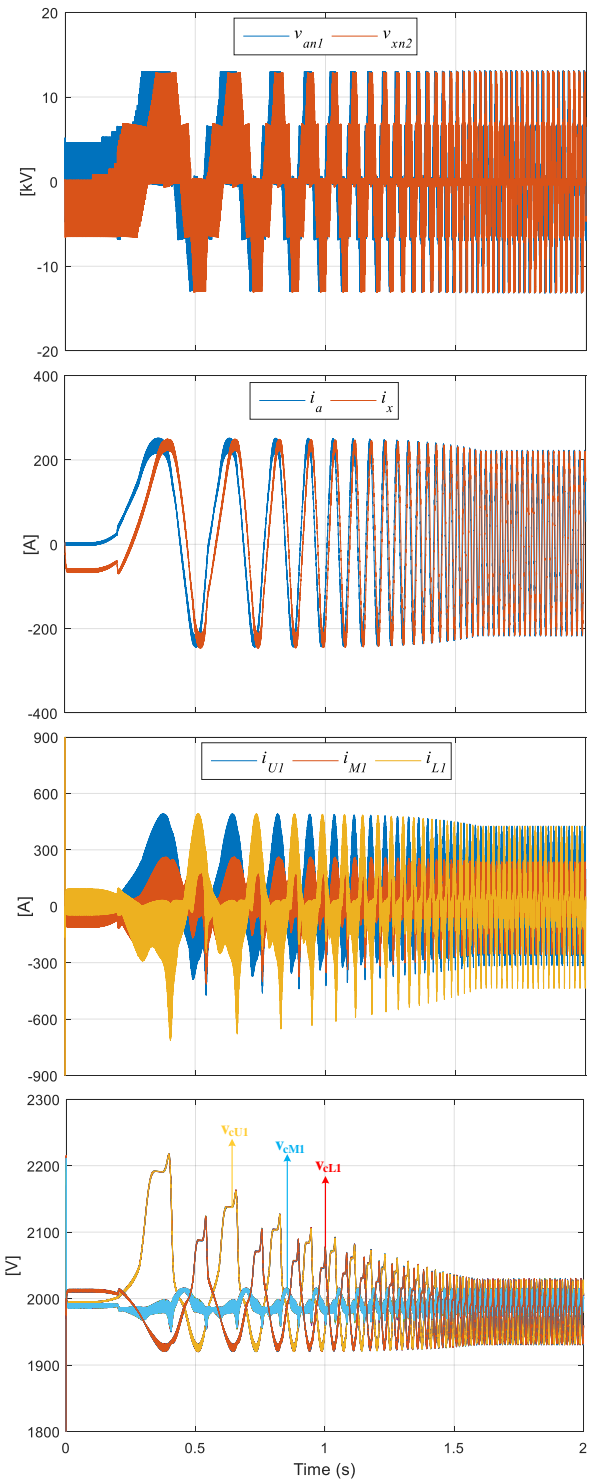 20
v_an1 v_xn2
10
[kV]
0
-10
-20
400
i_a i_x
200
[A]
0
-200
-400
900
i_U1 i_M1 i_L1
600
300
[A]
0
-300
-600
-900
2300
v_cU1
v_cM1
2200
v_cL1
2100
[V]
2000
1900
1800
0 0.5 1 1.5 2
Time (s)